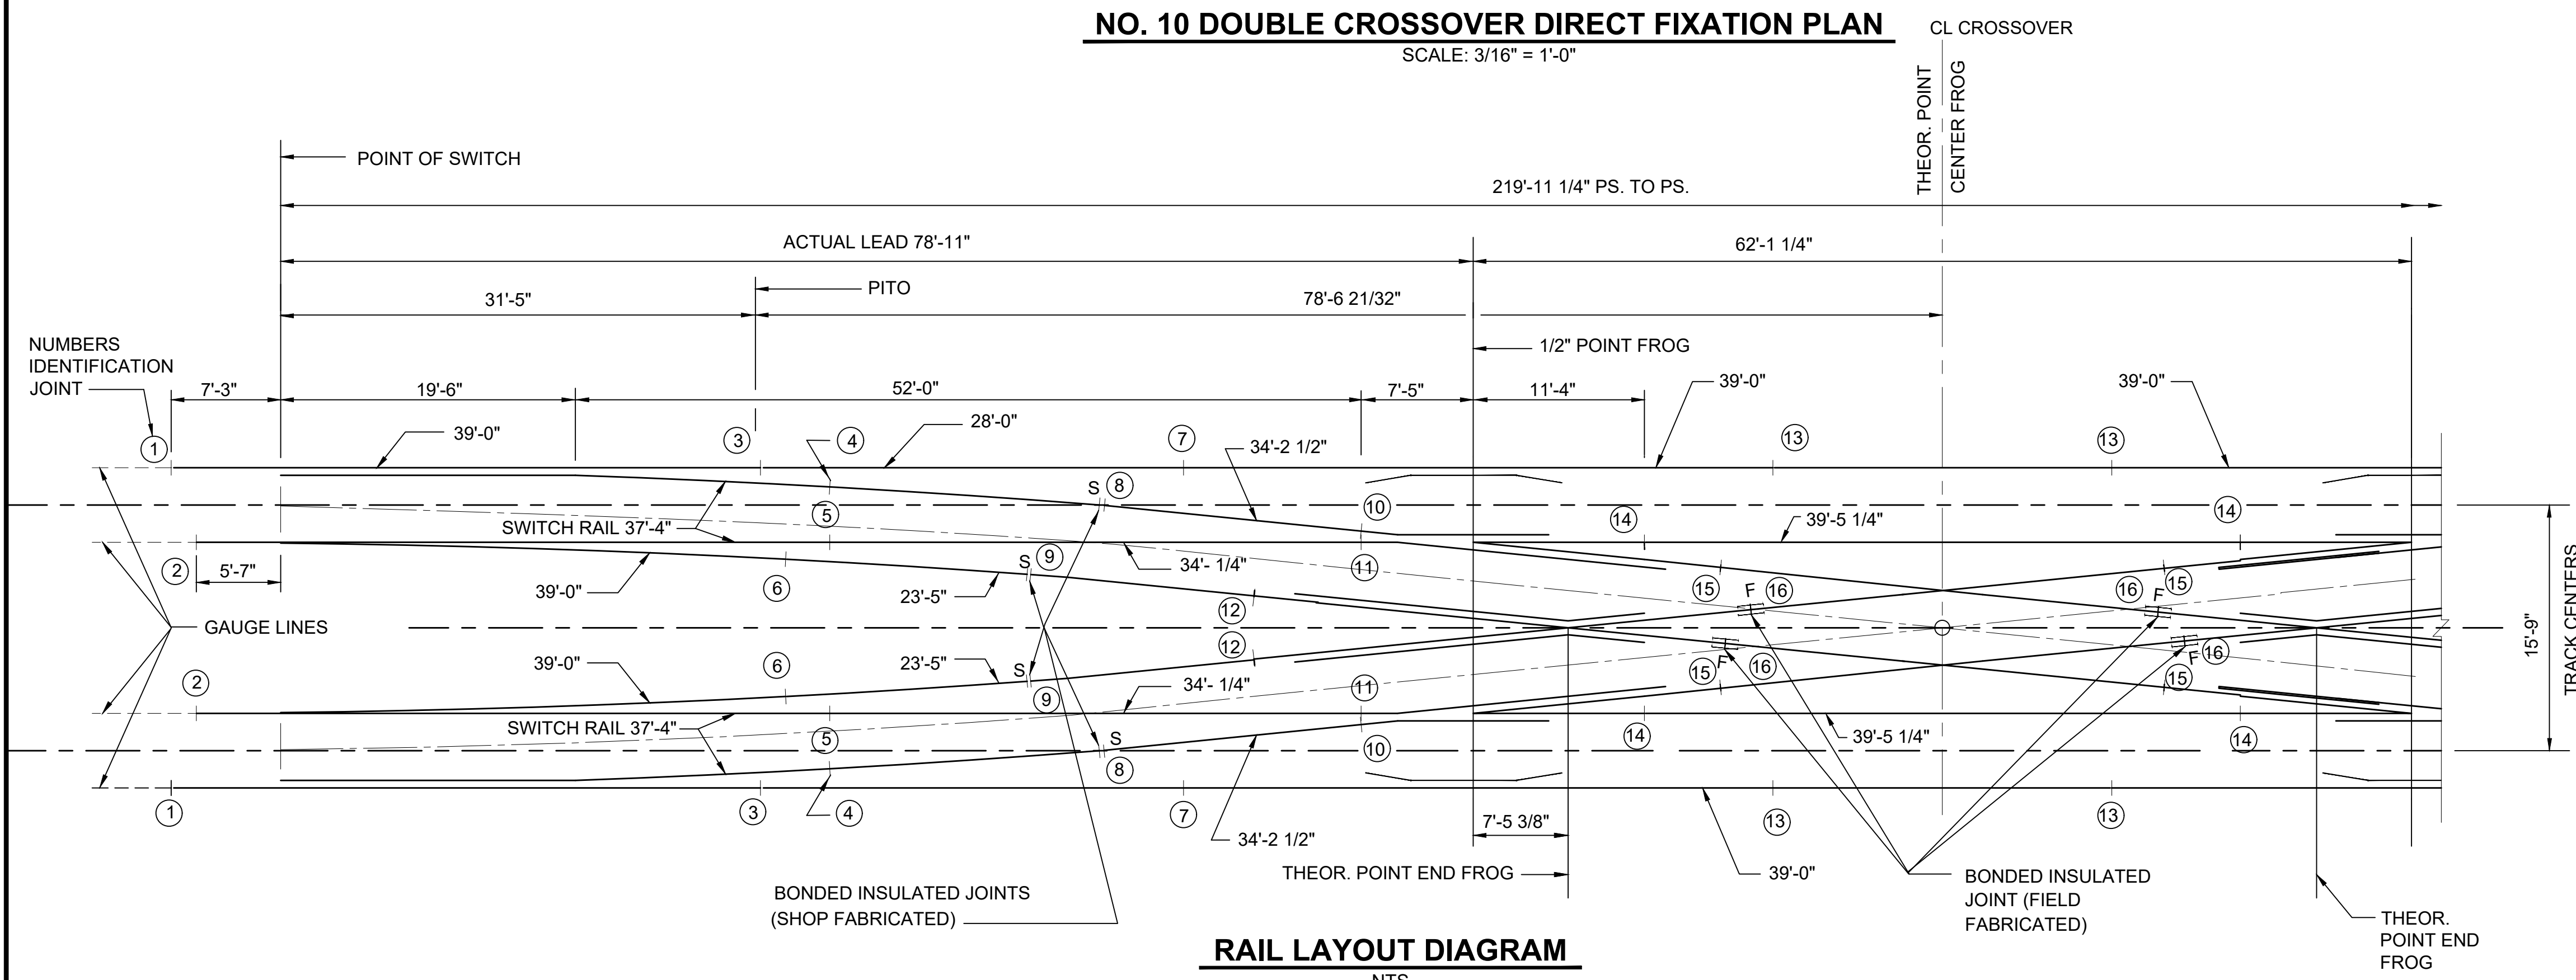 NO. 10 DOUBLE CROSSOVER DIRECT FIXATION PLAN
SCALE: 3/16" = 1'-0"
CL CROSSOVER
THEOR. POINT
CENTER FROG
POINT OF SWITCH
219'-11 1/4" PS. TO PS.
ACTUAL LEAD 78'-11"
62'-1 1/4"
PITO
31'-5"
78'-6 21/32"
NUMBERS
IDENTIFICATION
JOINT
1/2" POINT FROG
7'-3"
19'-6"
52'-0"
7'-5"
11'-4"
39'-0"
39'-0"
39'-0"
28'-0"
1
3
4
7
34'-2 1/2"
13
13
S
8
5
10
14
14
SWITCH RAIL 37'-4"
39'-5 1/4"
S
9
2
5'-7"
6
39'-0"
23'-5"
34'- 1/4"
11
12
15
F
16
16
F
15
GAUGE LINES
15'-9"
TRACK CENTERS
12
39'-0"
6
23'-5"
S
9
2
34'- 1/4"
11
15
F
16
15
F
16
SWITCH RAIL 37'-4"
5
S
8
10
14
39'-5 1/4"
14
1
3
4
7
34'-2 1/2"
7'-5 3/8"
13
13
39'-0"
THEOR. POINT END FROG
BONDED INSULATED JOINTS
(SHOP FABRICATED)
BONDED INSULATED
JOINT (FIELD
FABRICATED)
THEOR.
POINT END
FROG
RAIL LAYOUT DIAGRAM
NTS